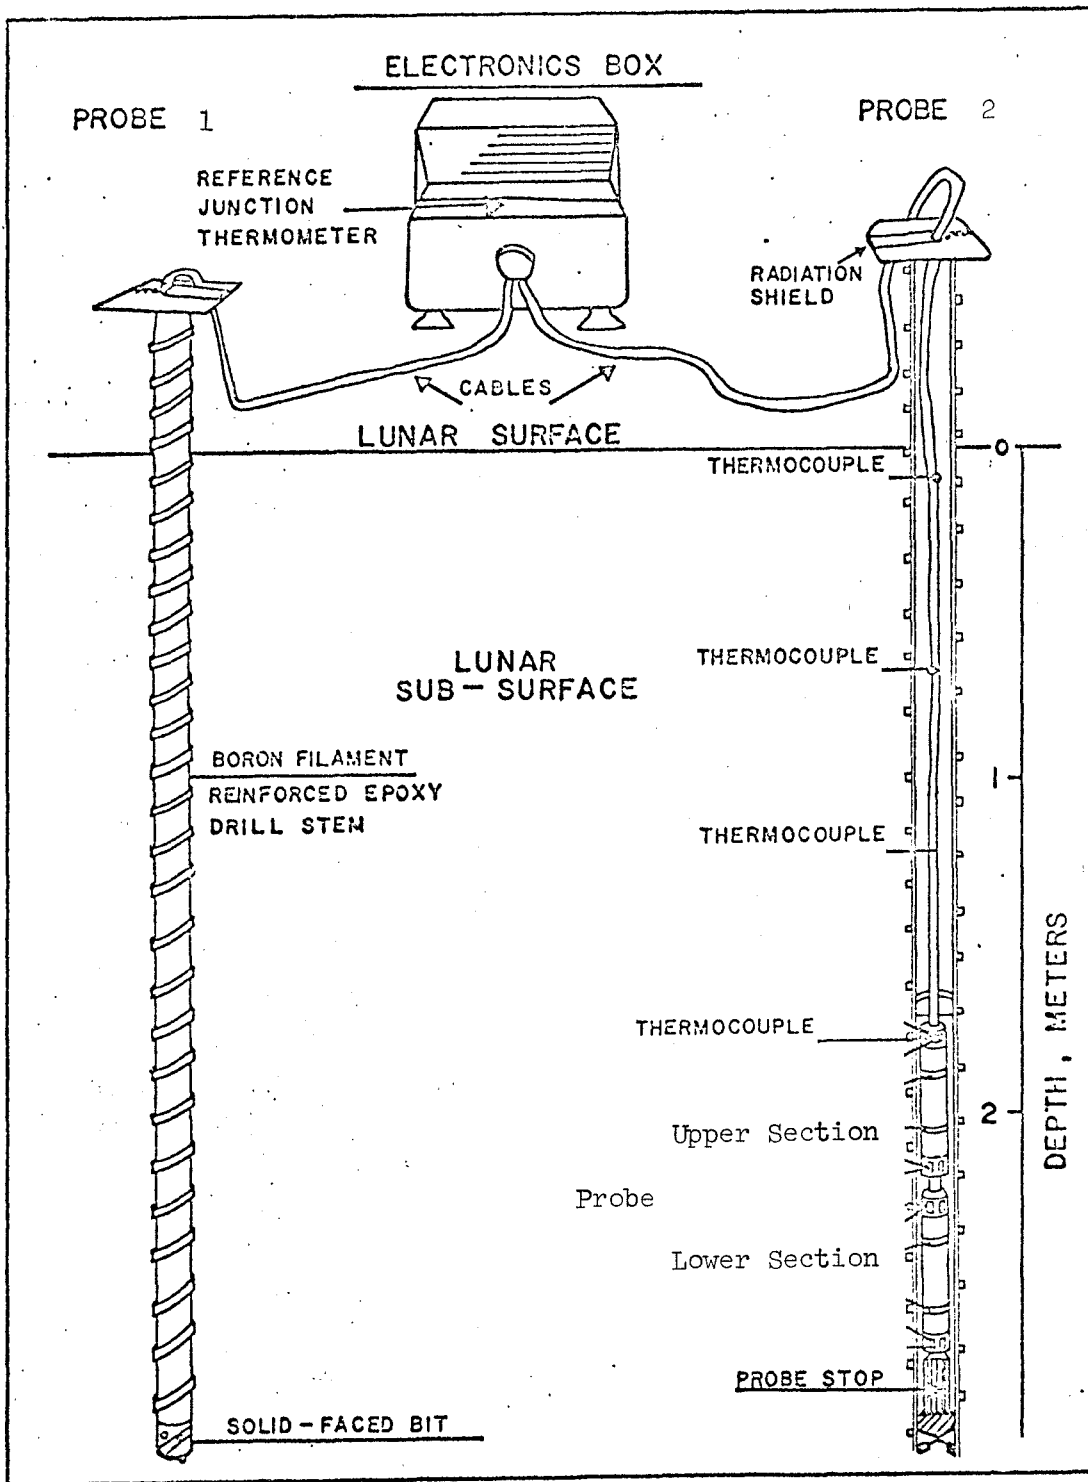 ELECTRONICS BOX
PROBE 1
PROBE 2
REFERENCE
JUNCTION
THERMOMETER
RADIATION
SHIELD
CABLES
LUNAR SURFACE
0
THERMOCOUPLE
THERMOCOUPLE
LUNAR
SUB-SURFACE
BORON FILAMENT
REINFORCED EPOXY
DRILL STEM
1
THERMOCOUPLE
DEPTH, METERS
THERMOCOUPLE
2
Upper Section
Probe
Lower Section
PROBE STOP
SOLID-FACED BIT